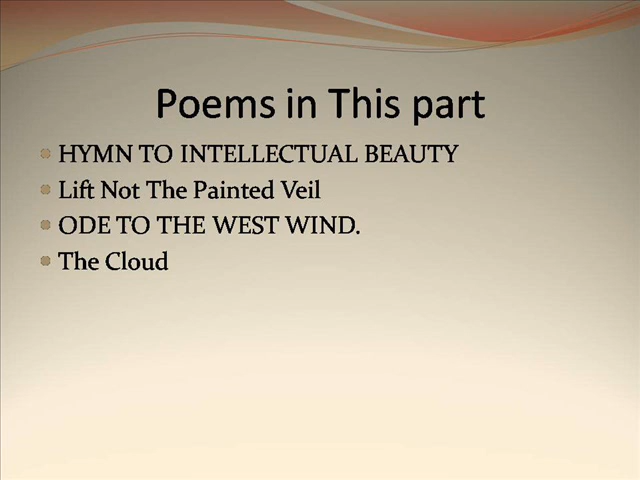 Poems in This part
HYMN TO INTELLECTUAL BEAUTY
Lift Not The Painted Veil
ODE TO THE WEST WIND.
The Cloud